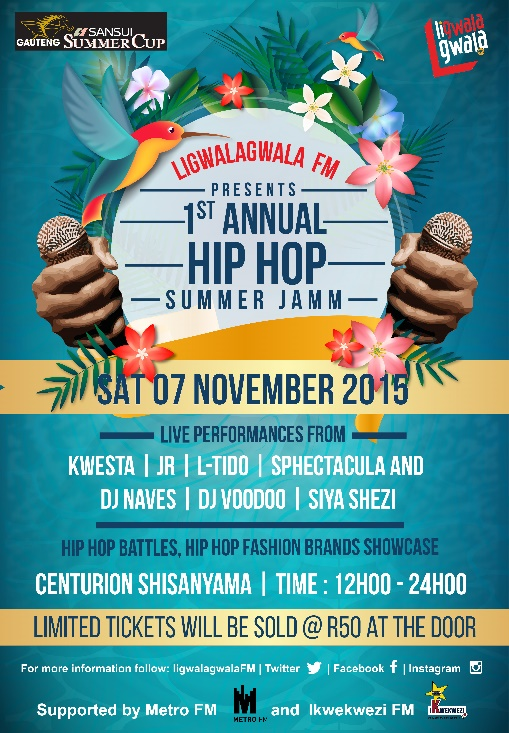 GAUTENG SANSUI SUMMER CUP
ligwala gwala
LIGWALAGWALA FM
PRESENTS
1ST ANNUAL
HIP HOP
SUMMER JAMM
SAT 07 NOVEMBER 2015
LIVE PERFORMANCES FROM
KWESTA | JR | L-TIDO | SPHECTACULA AND
DJ NAVES | DJ VOODOO | SIYA SHEZI
HIP HOP BATTLES, HIP HOP FASHION BRANDS SHOWCASE
CENTURION SHISANYAMA | TIME : 12H00 - 24H00
LIMITED TICKETS WILL BE SOLD @ R50 AT THE DOOR
For more information follow: ligwalagwalaFM | Twitter | Facebook f | Instagram
Supported by Metro FM METRO FM and Ikwekwezi FM IKWEKWEZI